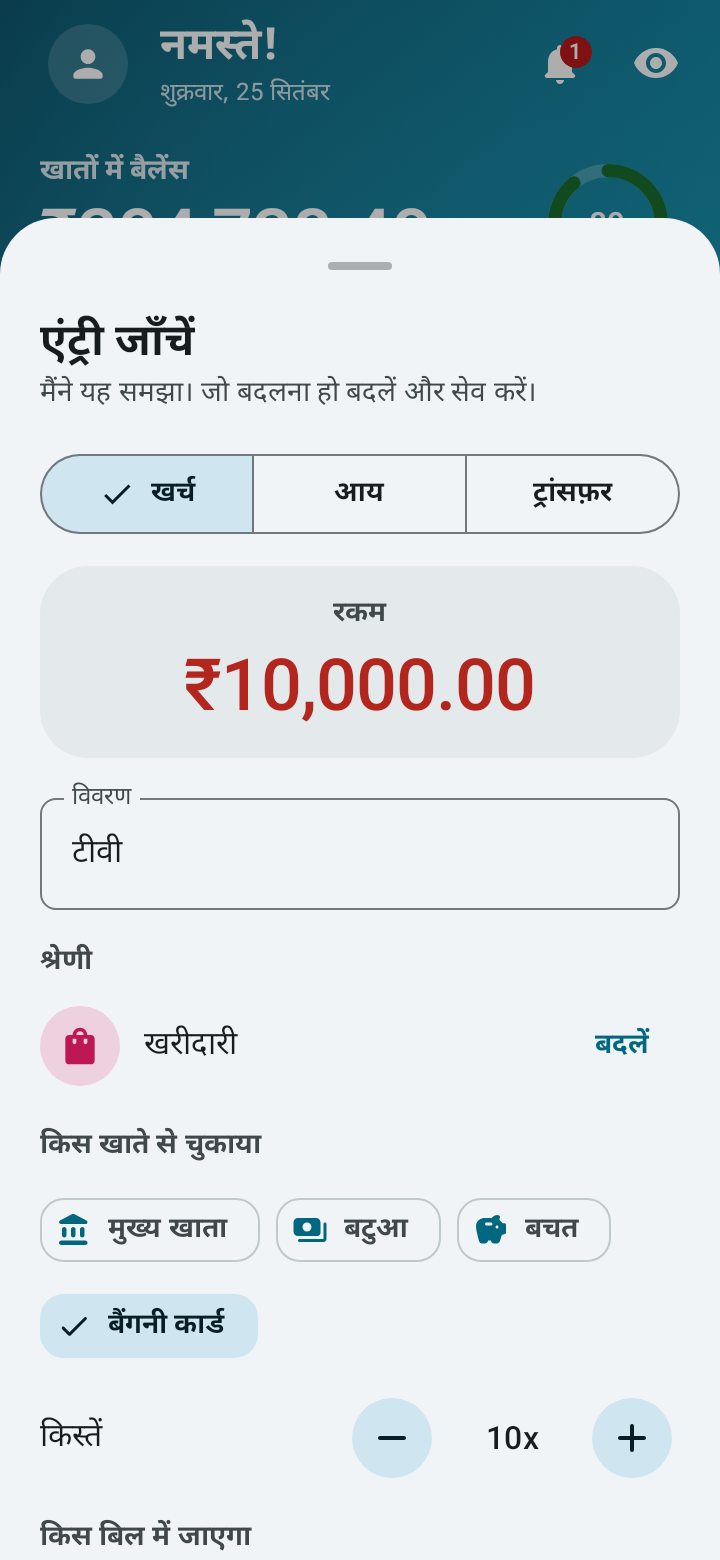 नमस्ते!
1
शुक्रवार, 25 सितंबर
खातों में बैलेंस
एंट्री जाँचें
मैंने यह समझा। जो बदलना हो बदलें और सेव करें।
खर्च
आय
ट्रांसफ़र
रकम
₹10,000.00
विवरण
टीवी
श्रेणी
खरीदारी
बदलें
किस खाते से चुकाया
मुख्य खाता
बटुआ
बचत
बैंगनी कार्ड
किस्तें
10x
किस बिल में जाएगा